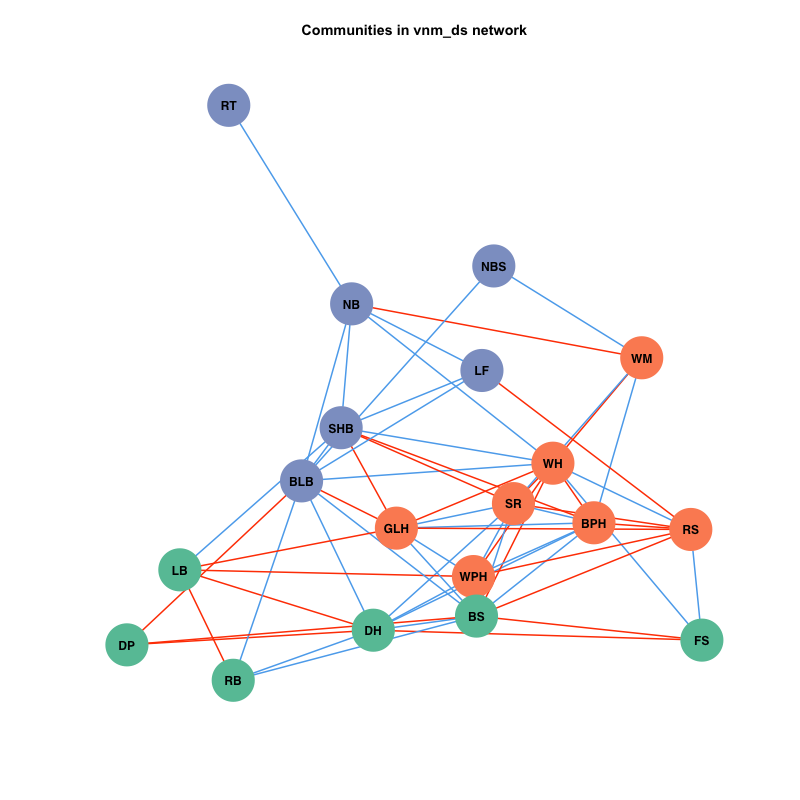 Communities in vnm_ds network
RT
NBS
NB
WM
LF
SHB
WH
BLB
SR
BPH
GLH
RS
LB
WPH
BS
DH
FS
DP
RB